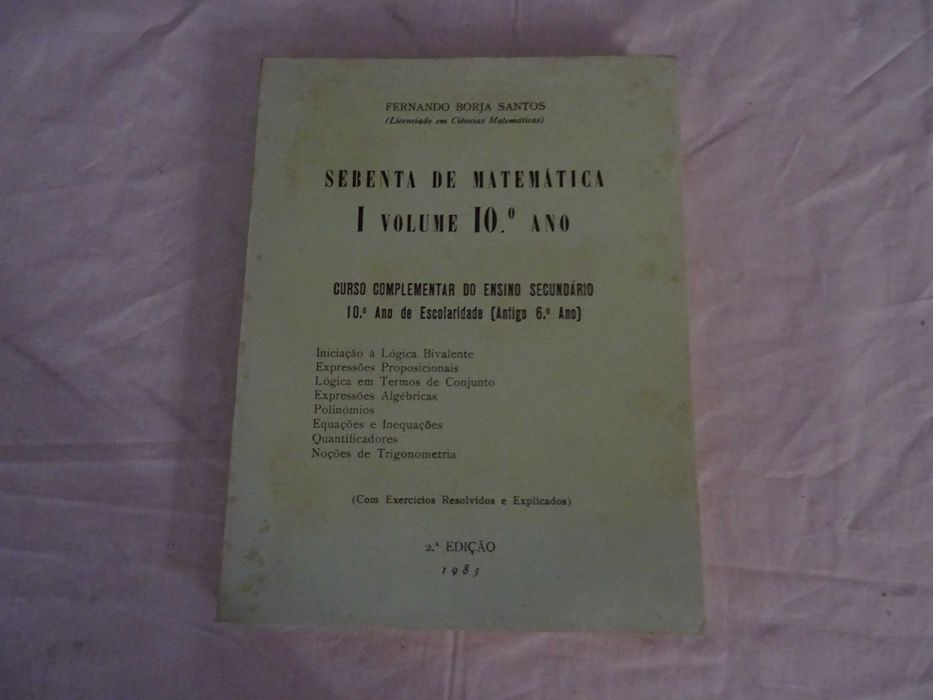 FERNANDO BORJA SANTOS
(Licenciado em Ciências Matemáticas)
SEBENTA DE MATEMÁTICA
I VOLUME 10.º ANO
CURSO COMPLEMENTAR DO ENSINO SECUNDÁRIO
10.º Ano de Escolaridade (Antigo 6.º Ano)
Iniciação à Lógica Bivalente
Expressões Proposicionais
Lógica em Termos de Conjunto
Expressões Algébricas
Polinómios
Equações e Inequações
Quantificadores
Noções de Trigonometria
(Com Exercícios Resolvidos e Explicados)
2.ª EDIÇÃO
1983